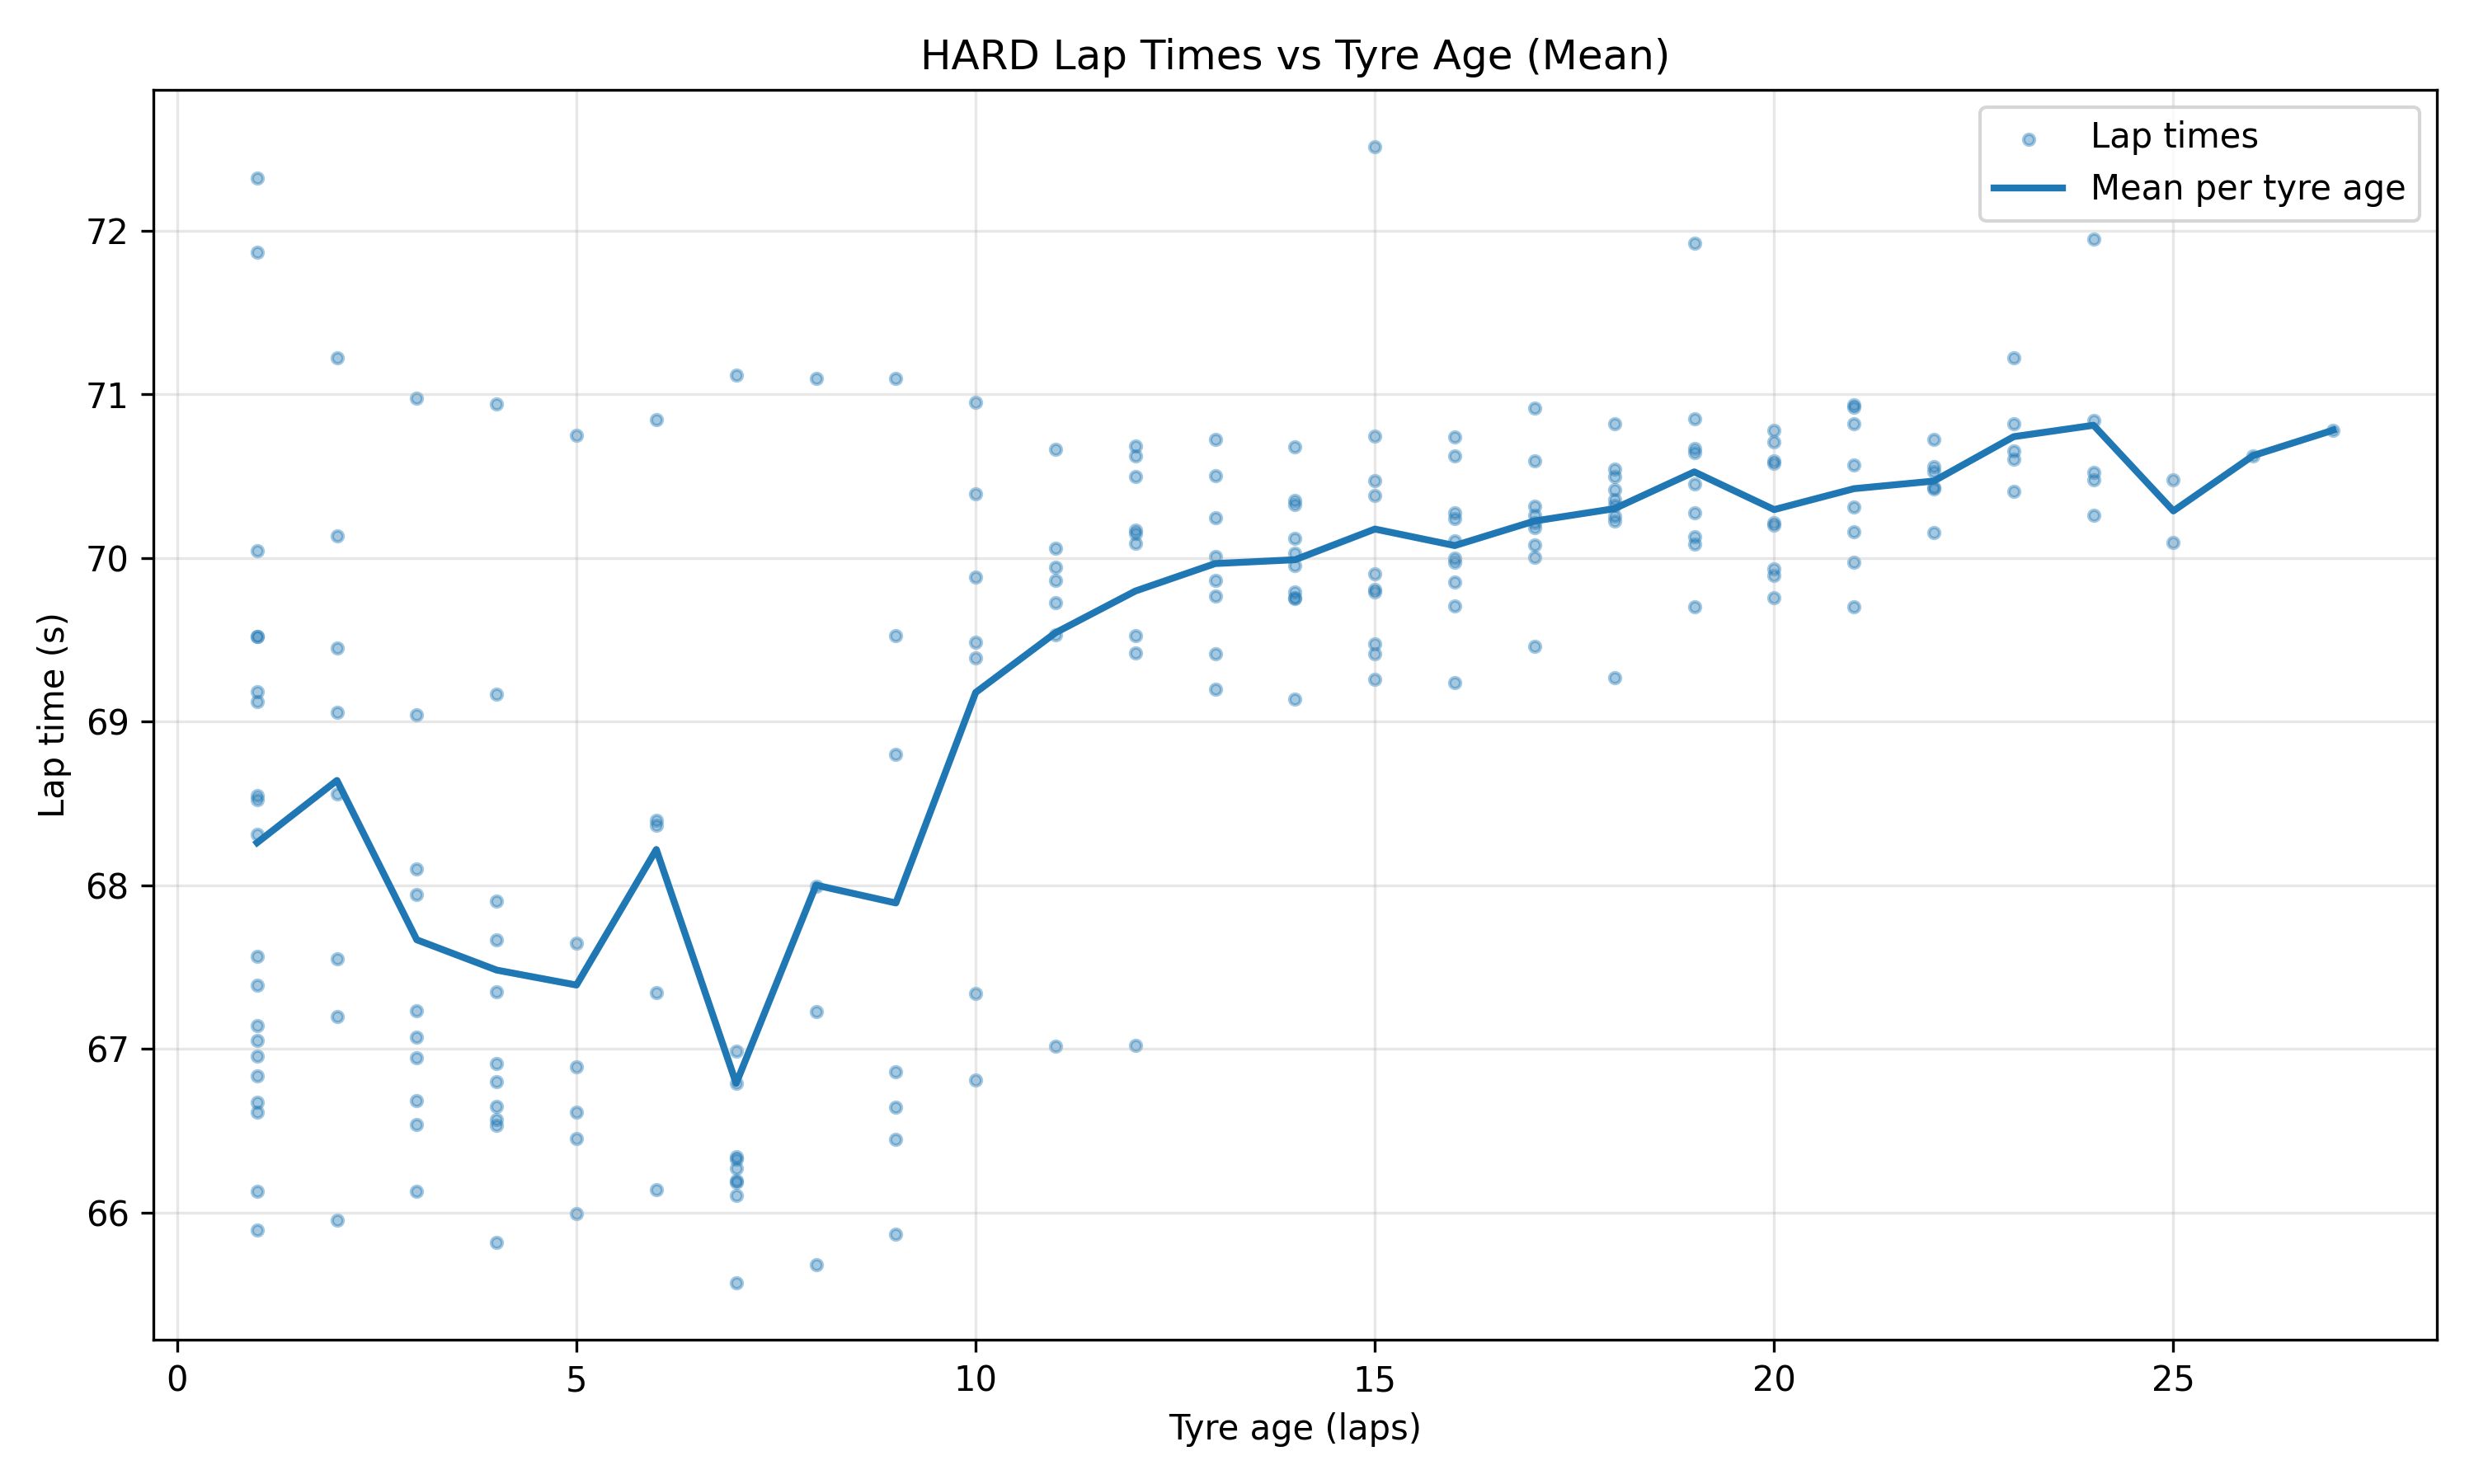 HARD Lap Times vs Tyre Age (Mean)
Lap times
Mean per tyre age
Lap time (s)
72
71
70
69
68
67
66
0 5 10 15 20 25
Tyre age (laps)